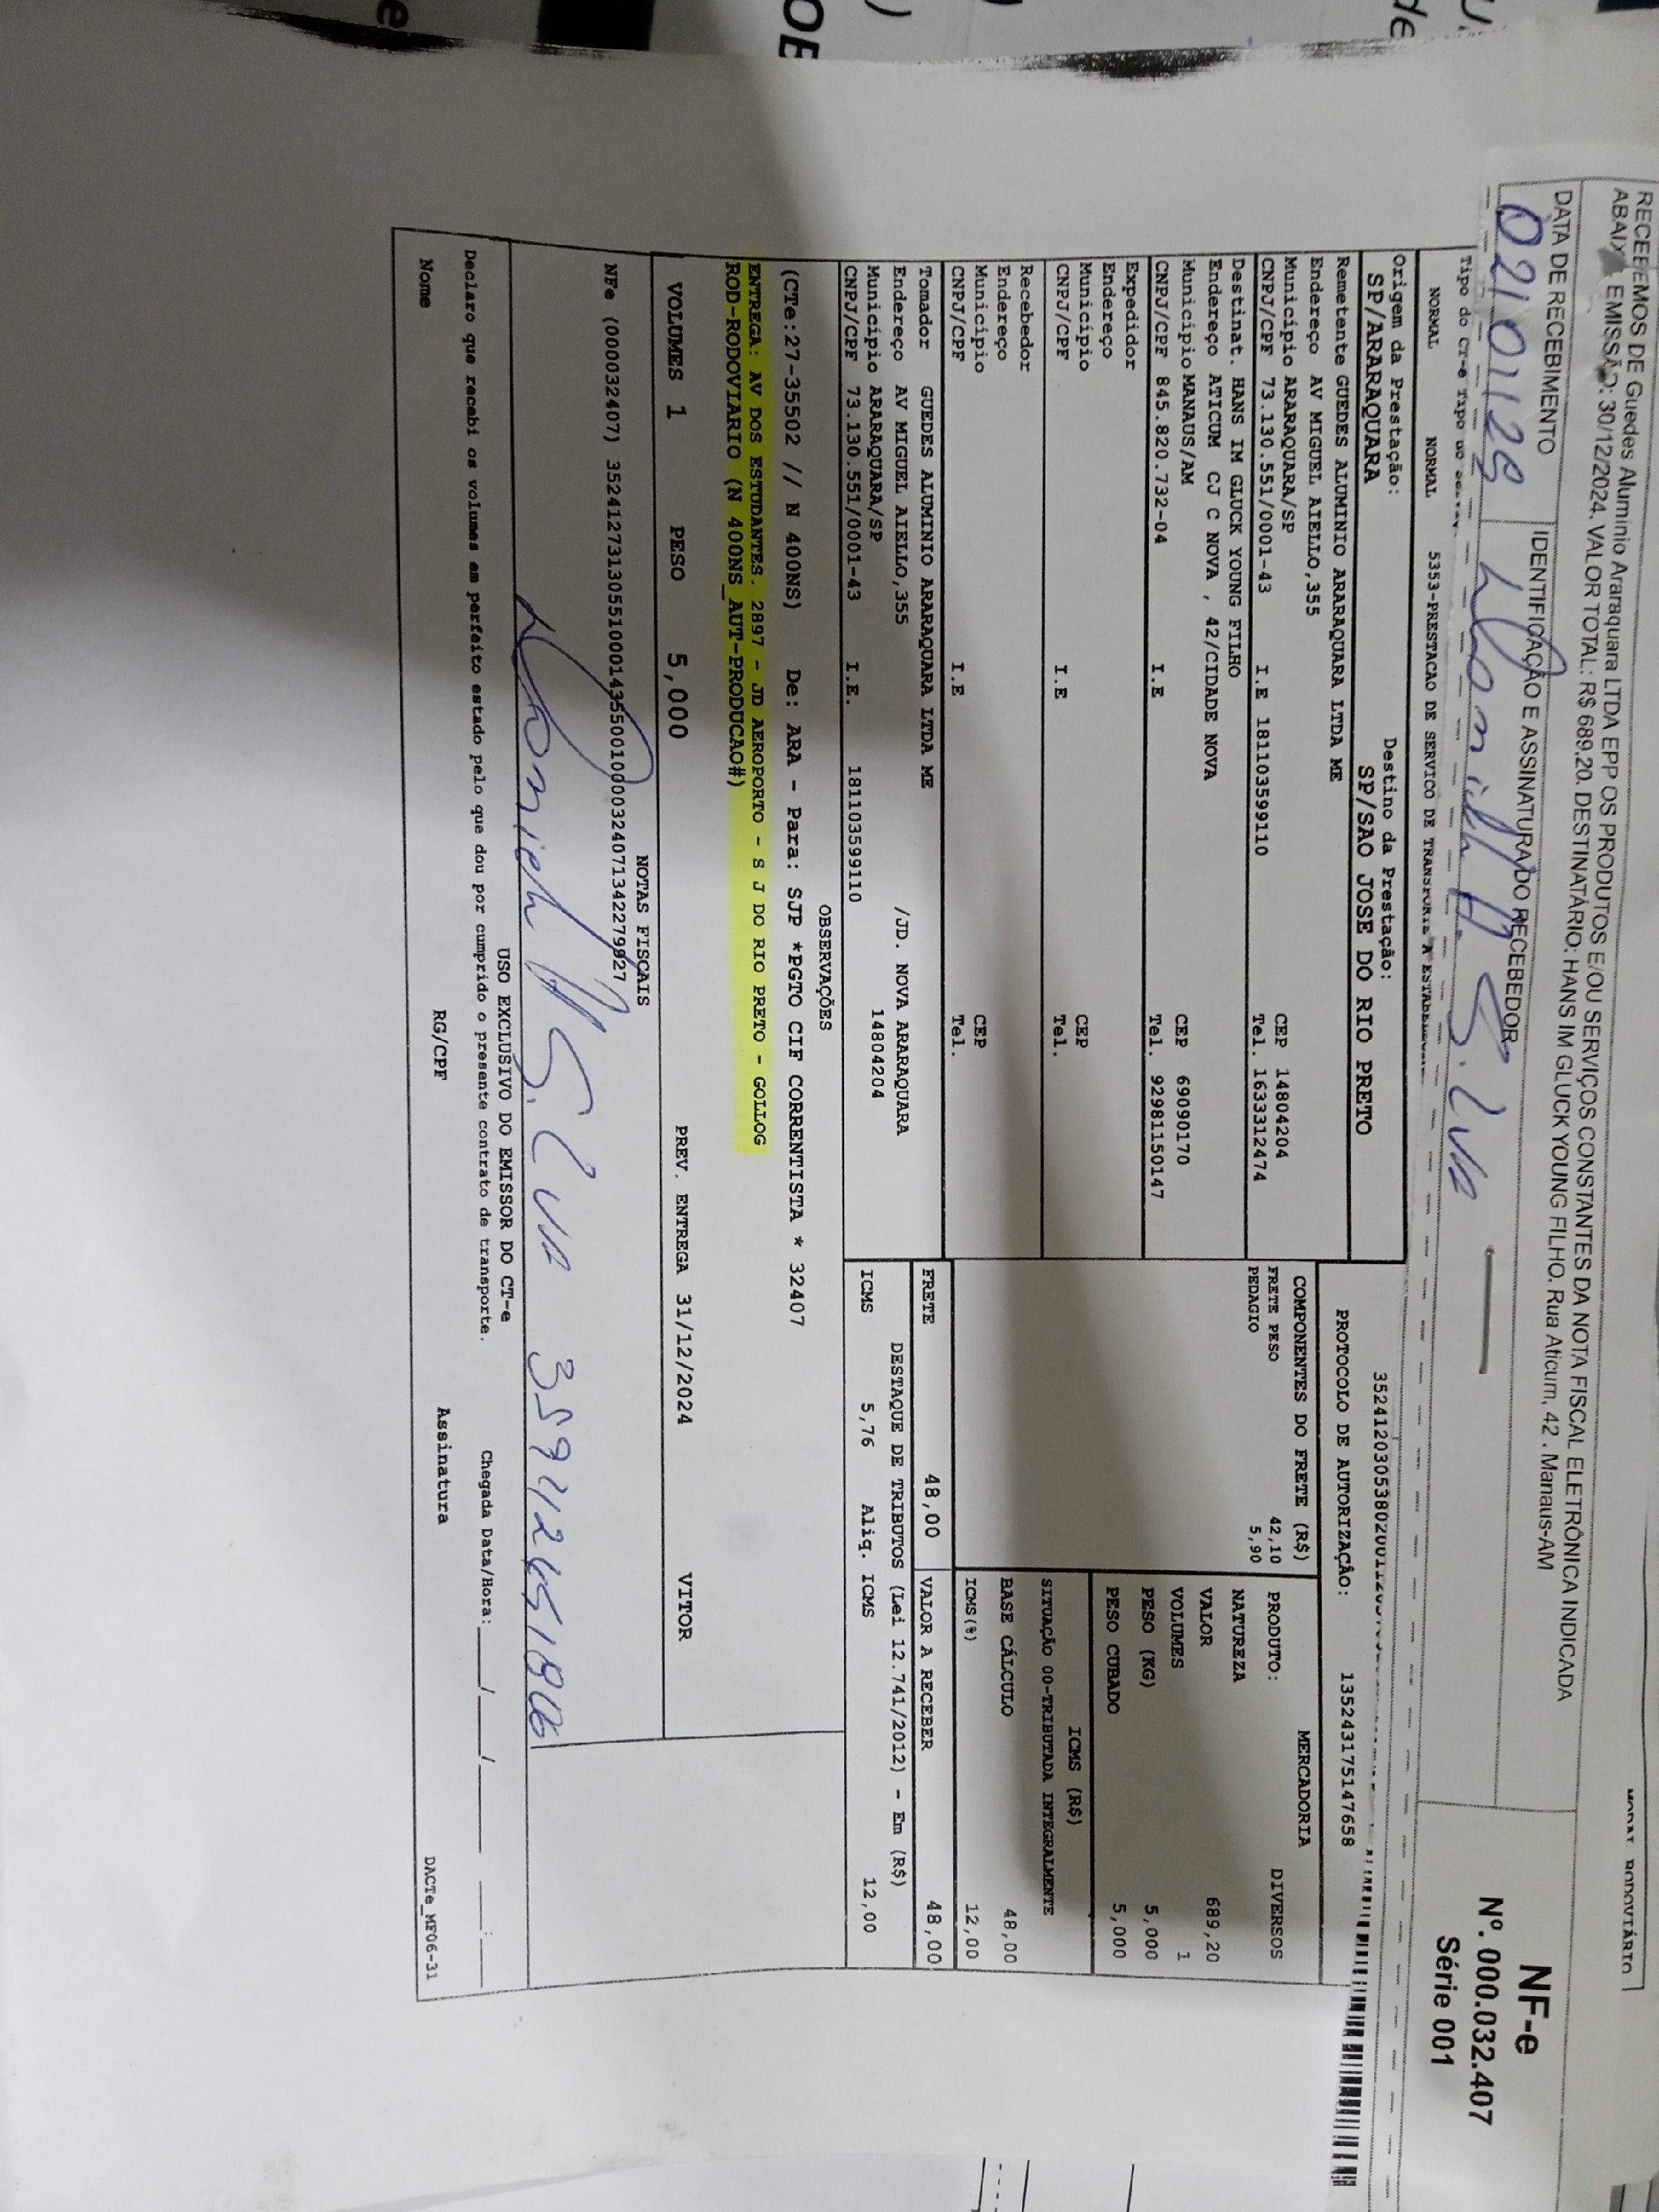 RECEBEMOS DE Guedes Aluminio Araraquara LTDA EPP OS PRODUTOS E/OU SERVIÇOS CONSTANTES DA NOTA FISCAL ELETRÔNICA INDICADA
EMISSÃO: 30/12/2024. VALOR TOTAL: R$ 689,20. DESTINATÁRIO: HANS IM GLUCK YOUNG FILHO. Rua Aticum, 42 . Manaus-AM
DATA DE RECEBIMENTO
IDENTIFICAÇÃO E ASSINATURA DO RECEBEDOR
NF-e
Nº. 000.032.407
Série 001
MODAL RODOVIÁRIO
Tipo do CT-e
NORMAL NORMAL 5353-PRESTACAO DE SERVICO DE TRANSPORTE A
Origem da Prestação:
SP/ARARAQUARA
Destino da Prestação:
SP/SAO JOSE DO RIO PRETO
PROTOCOLO DE AUTORIZAÇÃO: 135243175147658
Remetente GUEDES ALUMINIO ARARAQUARA LTDA ME
Endereço AV MIGUEL AIELLO,355
Município ARARAQUARA/SP CEP 14804204
CNPJ/CPF 73.130.551/0001-43 I.E 181103599110 Tel. 1633312474
Destinat. HANS IM GLUCK YOUNG FILHO
Endereço ATICUM CJ C NOVA , 42/CIDADE NOVA
Município MANAUS/AM CEP 69090170
CNPJ/CPF 845.820.732-04 I.E Tel. 92981150147
Expedidor
Endereço
Município CEP
CNPJ/CPF I.E Tel.
Recebedor
Endereço
Município CEP
CNPJ/CPF I.E Tel.
Tomador GUEDES ALUMINIO ARARAQUARA LTDA ME
Endereço AV MIGUEL AIELLO,355 /JD. NOVA ARARAQUARA
Município ARARAQUARA/SP 14804204
CNPJ/CPF 73.130.551/0001-43 I.E. 181103599110
COMPONENTES DO FRETE (R$)
FRETE PESO 42,10
PEDAGIO 5,90
MERCADORIA
PRODUTO: DIVERSOS
NATUREZA
VALOR 689,20
VOLUMES 1
PESO (KG) 5,000
PESO CUBADO 5,000
ICMS (R$)
SITUAÇÃO 00-TRIBUTADA INTEGRALMENTE
BASE CÁLCULO 48,00
ICMS(%) 12,00
FRETE 48,00 VALOR A RECEBER 48,00
DESTAQUE DE TRIBUTOS (Lei 12.741/2012) - Em (R$)
ICMS 5,76 Aliq. ICMS 12,00
OBSERVAÇÕES
(CTe:27-35502 // N 400NS) De: ARA - Para: SJP *PGTO CIF CORRENTISTA * 32407
ENTREGA: AV DOS ESTUDANTES. 2897 - JD AEROPORTO - S J DO RIO PRETO - GOLLOG
ROD-RODOVIARIO (N 400NS_AUT-PRODUCAO#)
VOLUMES 1 PESO 5,000 PREV. ENTREGA 31/12/2024 VITOR
NOTAS FISCAIS
NFe (000032407)
USO EXCLUSIVO DO EMISSOR DO CT-e
Declaro que recebi os volumes em perfeito estado pelo que dou por cumprido o presente contrato de transporte. Chegada Data/Hora: ____/____/____ ____:____
Nome RG/CPF Assinatura DACTe_MF06-31